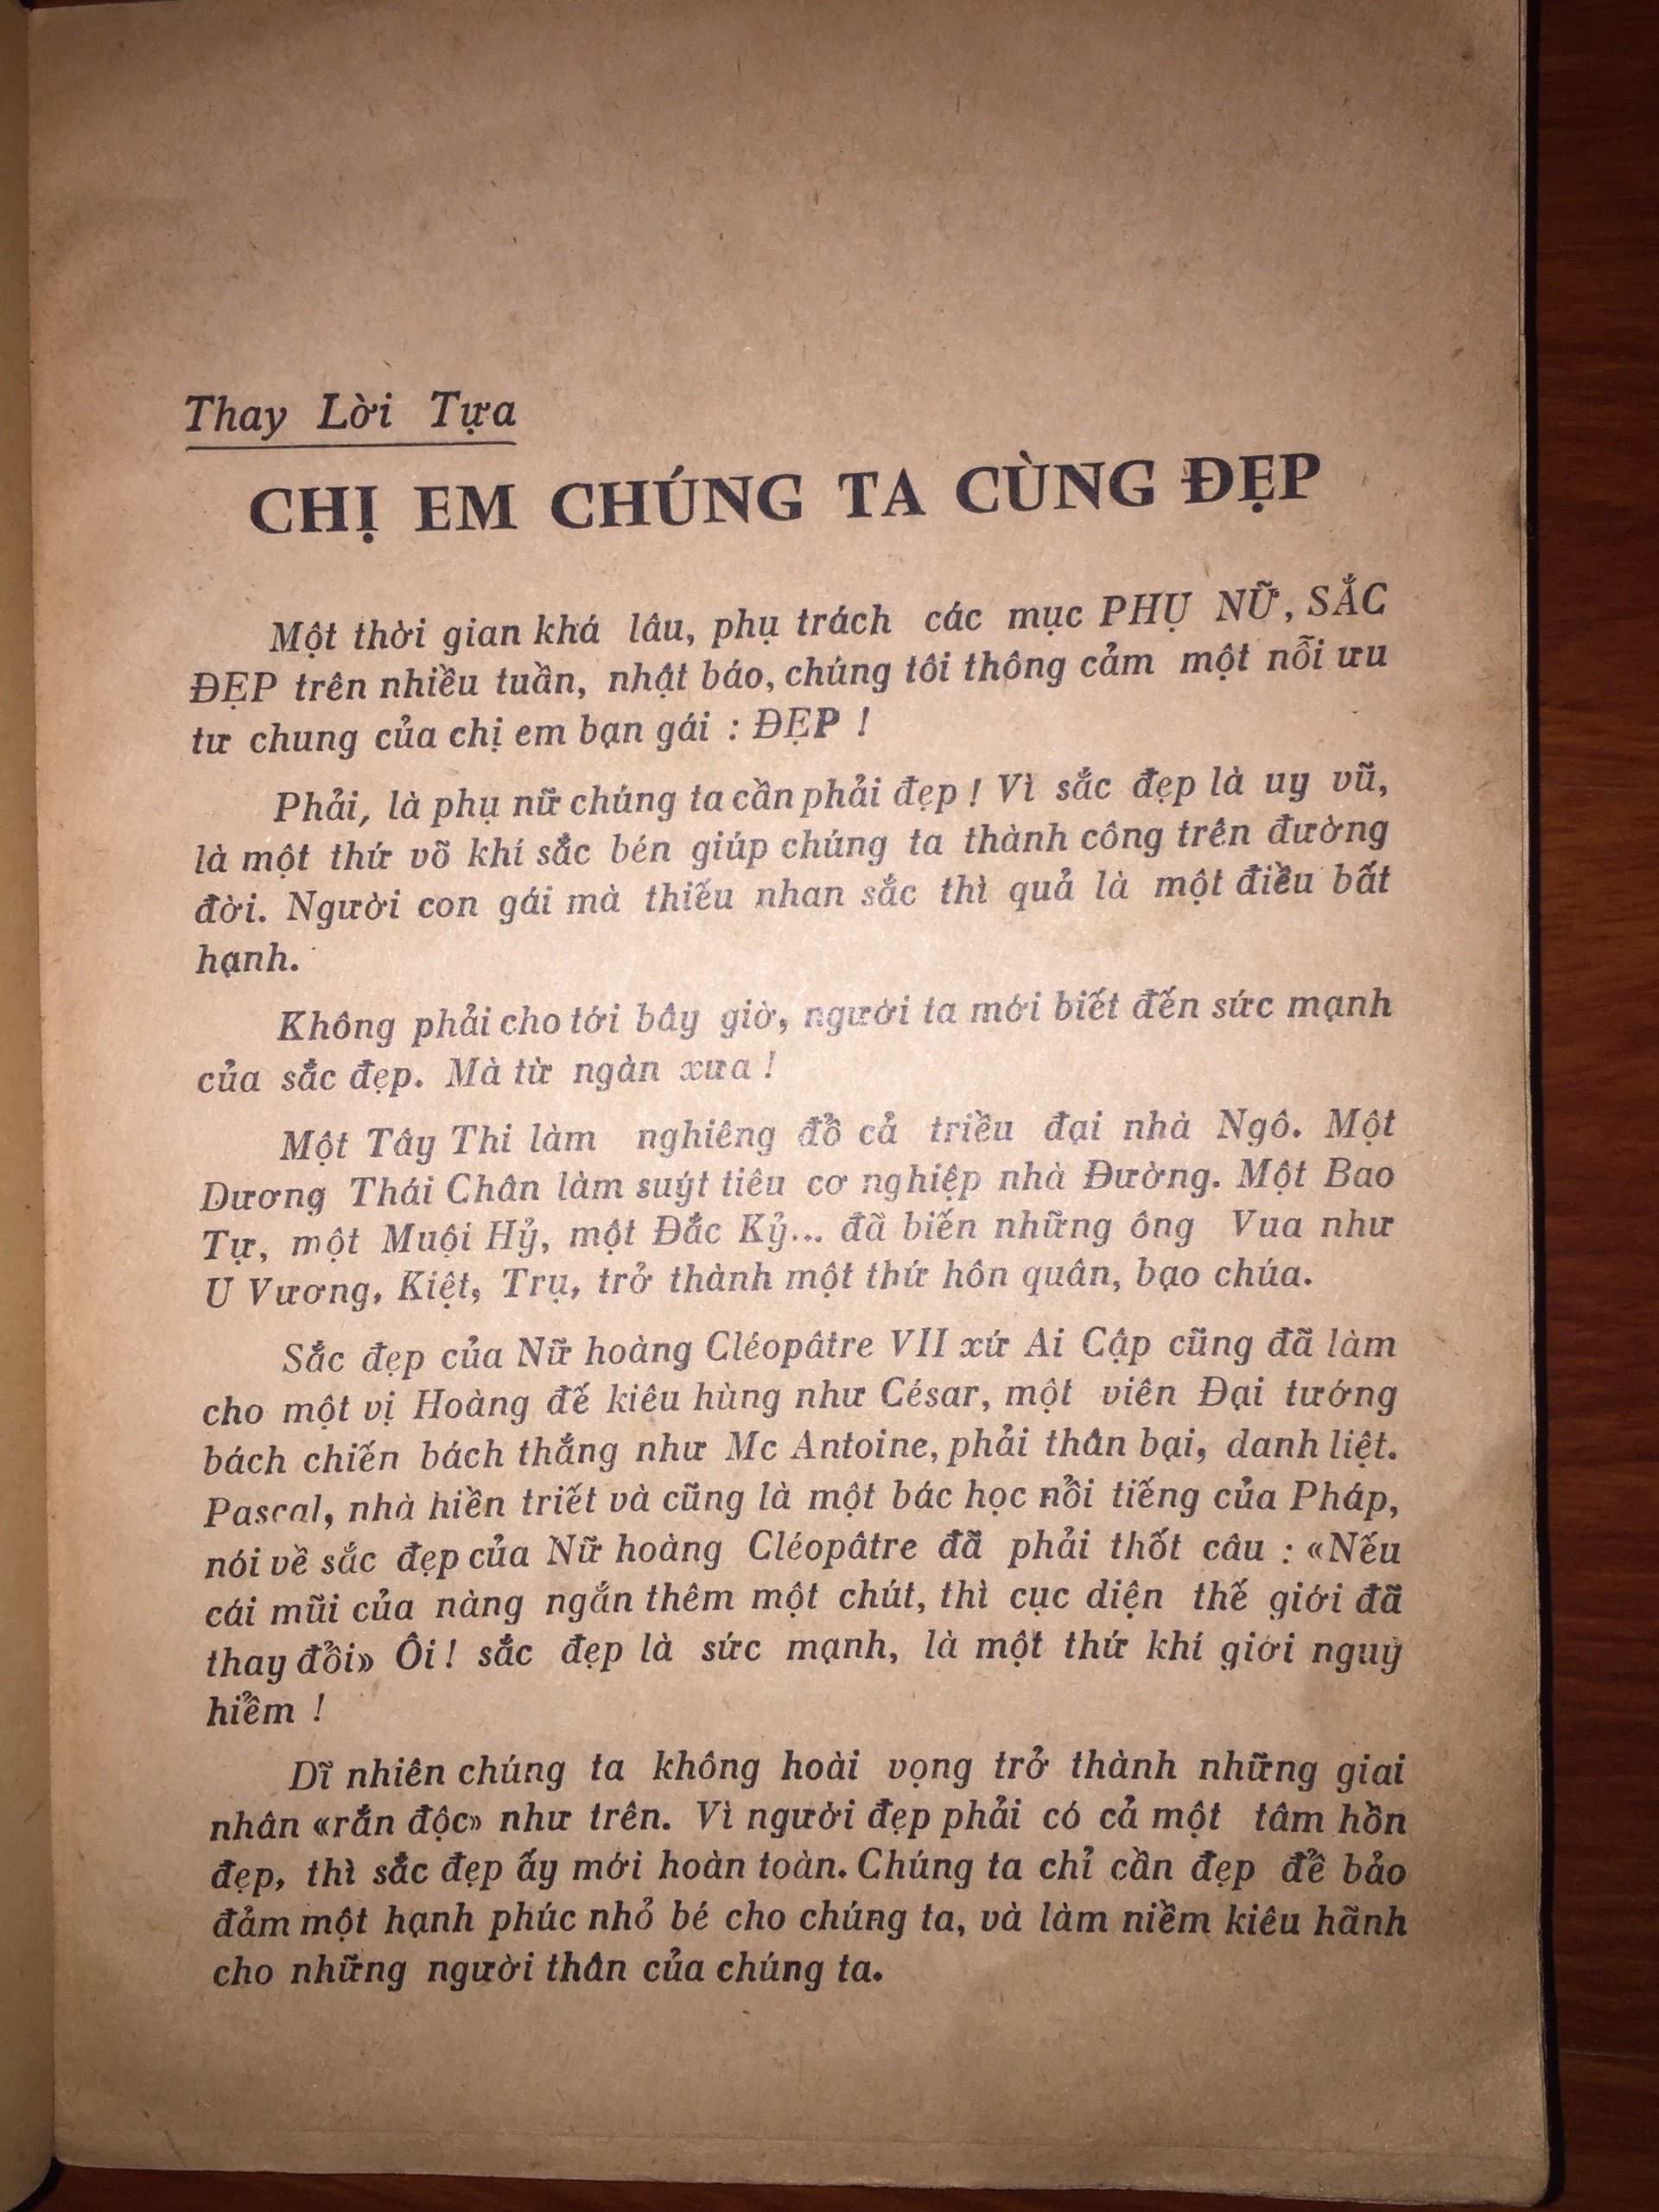 Thay Lời Tựa
CHỊ EM CHÚNG TA CÙNG ĐẸP
Một thời gian khá lâu, phụ trách các mục PHỤ NỮ, SẮC
ĐẸP trên nhiều tuần, nhật báo, chúng tôi thông cảm một nỗi ưu
tư chung của chị em bạn gái : ĐẸP !
Phải, là phụ nữ chúng ta cần phải đẹp ! Vì sắc đẹp là uy vũ,
là một thứ võ khí sắc bén giúp chúng ta thành công trên đường
đời. Người con gái mà thiếu nhan sắc thì quả là một điều bất
hạnh.
Không phải cho tới bây giờ, người ta mới biết đến sức mạnh
của sắc đẹp. Mà từ ngàn xưa !
Một Tây Thi làm nghiêng đổ cả triều đại nhà Ngô. Một
Dương Thái Chân làm suýt tiêu cơ nghiệp nhà Đường. Một Bao
Tự, một Muội Hỷ, một Đắc Kỷ... đã biến những ông Vua như
U Vương, Kiệt, Trụ, trở thành một thứ hôn quân, bạo chúa.
Sắc đẹp của Nữ hoàng Cléopâtre VII xứ Ai Cập cũng đã làm
cho một vị Hoàng đế kiêu hùng như César, một viên Đại tướng
bách chiến bách thắng như Mc Antoine, phải thân bại, danh liệt.
Pascal, nhà hiền triết và cũng là một bác học nổi tiếng của Pháp,
nói về sắc đẹp của Nữ hoàng Cléopâtre đã phải thốt câu : «Nếu
cái mũi của nàng ngắn thêm một chút, thì cục diện thế giới đã
thay đổi» Ôi ! sắc đẹp là sức mạnh, là một thứ khí giới nguy
hiểm !
Dĩ nhiên chúng ta không hoài vọng trở thành những giai
nhân «rắn độc» như trên. Vì người đẹp phải có cả một tâm hồn
đẹp, thì sắc đẹp ấy mới hoàn toàn. Chúng ta chỉ cần đẹp để bảo
đảm một hạnh phúc nhỏ bé cho chúng ta, và làm niềm kiêu hãnh
cho những người thân của chúng ta.